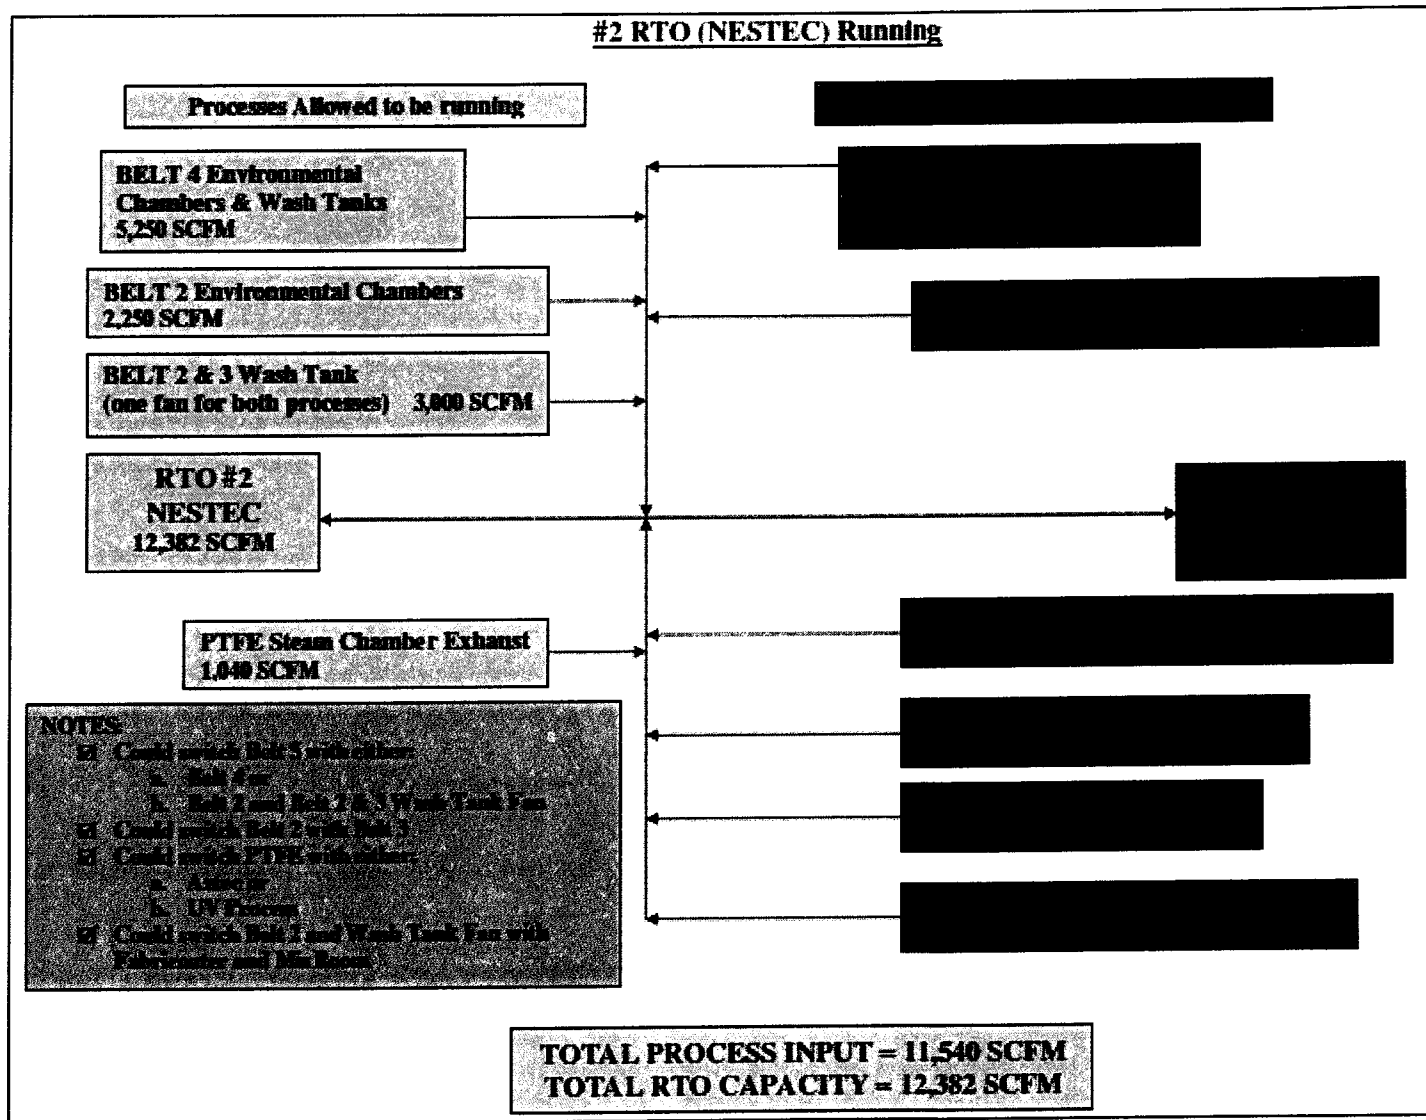 #2 RTO (NESTEC) Running
Processes Allowed to be running
BELT 4 Environmental
Chambers & Wash Tanks
5,250 SCFM
BELT 2 Environmental Chambers
2,250 SCFM
BELT 2 & 3 Wash Tank
(one fan for both processes) 3,000 SCFM
RTO #2
NESTEC
12,382 SCFM
PTFE Steam Chamber Exhaust
1,040 SCFM
NOTES:
Could switch Belt 5 with either:
a. Belt 4 or
b. Belt 2 and Belt 2 & 3 Wash Tank Fan
Could switch Belt 2 with Belt 3
Could switch PTFE with either:
a. or
b. UV Process
Could switch Belt 2 and Wash Tank Fan with
and Mix Room
TOTAL PROCESS INPUT = 11,540 SCFM
TOTAL RTO CAPACITY = 12,382 SCFM